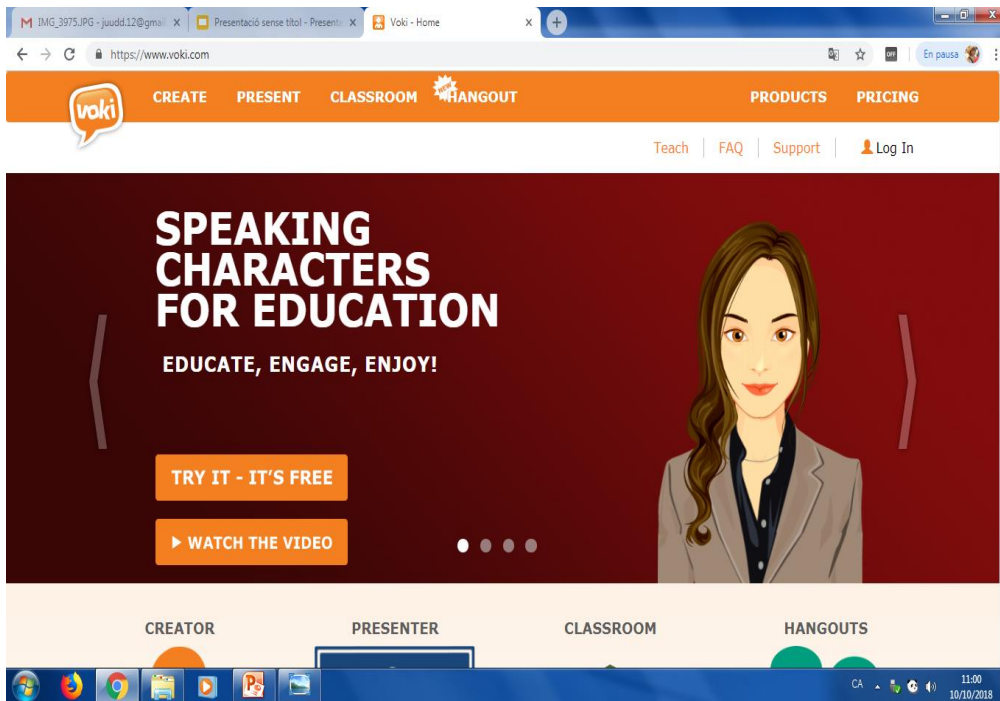 IMG_3975.JPG - juudd.12@gmail
Presentació sense títol - Presenta
Voki - Home
https://www.voki.com
OFF
En pausa
voki
CREATE PRESENT CLASSROOM HANGOUT
PRODUCTS PRICING
Teach FAQ Support Log In
SPEAKING
CHARACTERS
FOR EDUCATION
EDUCATE, ENGAGE, ENJOY!
TRY IT - IT'S FREE
WATCH THE VIDEO
CREATOR PRESENTER CLASSROOM HANGOUTS
CA
11:00
10/10/2018